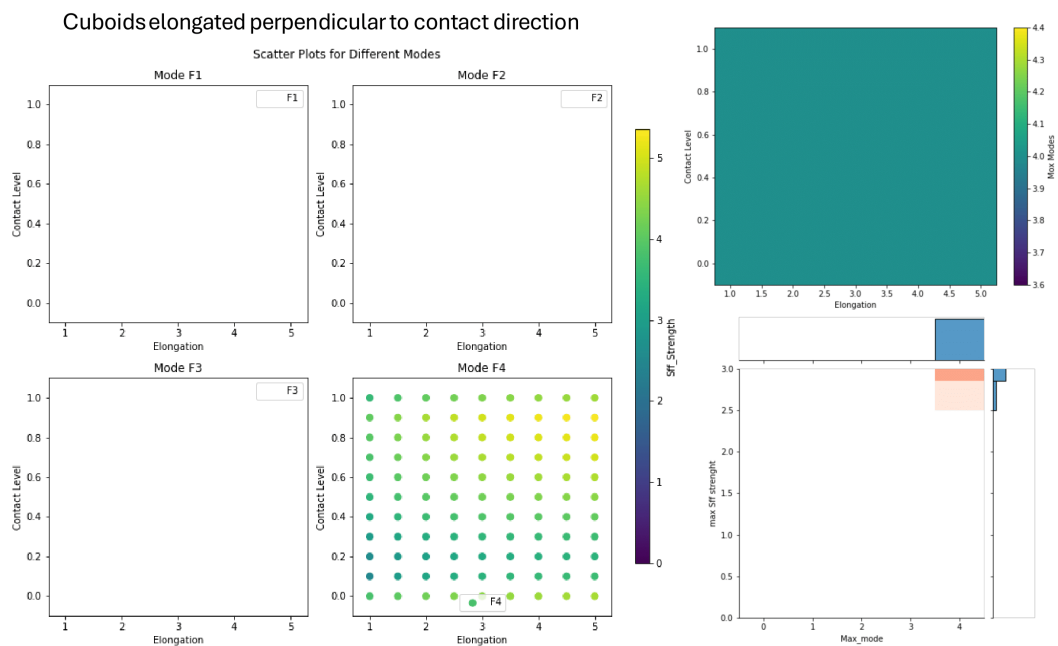 Cuboids elongated perpendicular to contact direction
Scatter Plots for Different Modes
Mode F1
F1
1.0
0.8
0.6
0.4
0.2
0.0
Contact Level
1 2 3 4 5
Elongation
Mode F2
F2
1.0
0.8
0.6
0.4
0.2
0.0
Contact Level
1 2 3 4 5
Elongation
Mode F3
F3
1.0
0.8
0.6
0.4
0.2
0.0
Contact Level
1 2 3 4 5
Elongation
Mode F4
1.0
0.8
0.6
0.4
0.2
0.0
Contact Level
F4
1 2 3 4 5
Elongation
5
4
3
2
1
0
Sff_Strength
1.0
0.8
0.6
0.4
0.2
0.0
Contact Level
1.0 1.5 2.0 2.5 3.0 3.5 4.0 4.5 5.0
Elongation
4.4
4.3
4.2
4.1
4.0
3.9
3.8
3.7
3.6
Mox Modes
3.0
2.5
2.0
1.5
1.0
0.5
0.0
max Sff strenght
0 1 2 3 4
Max_mode